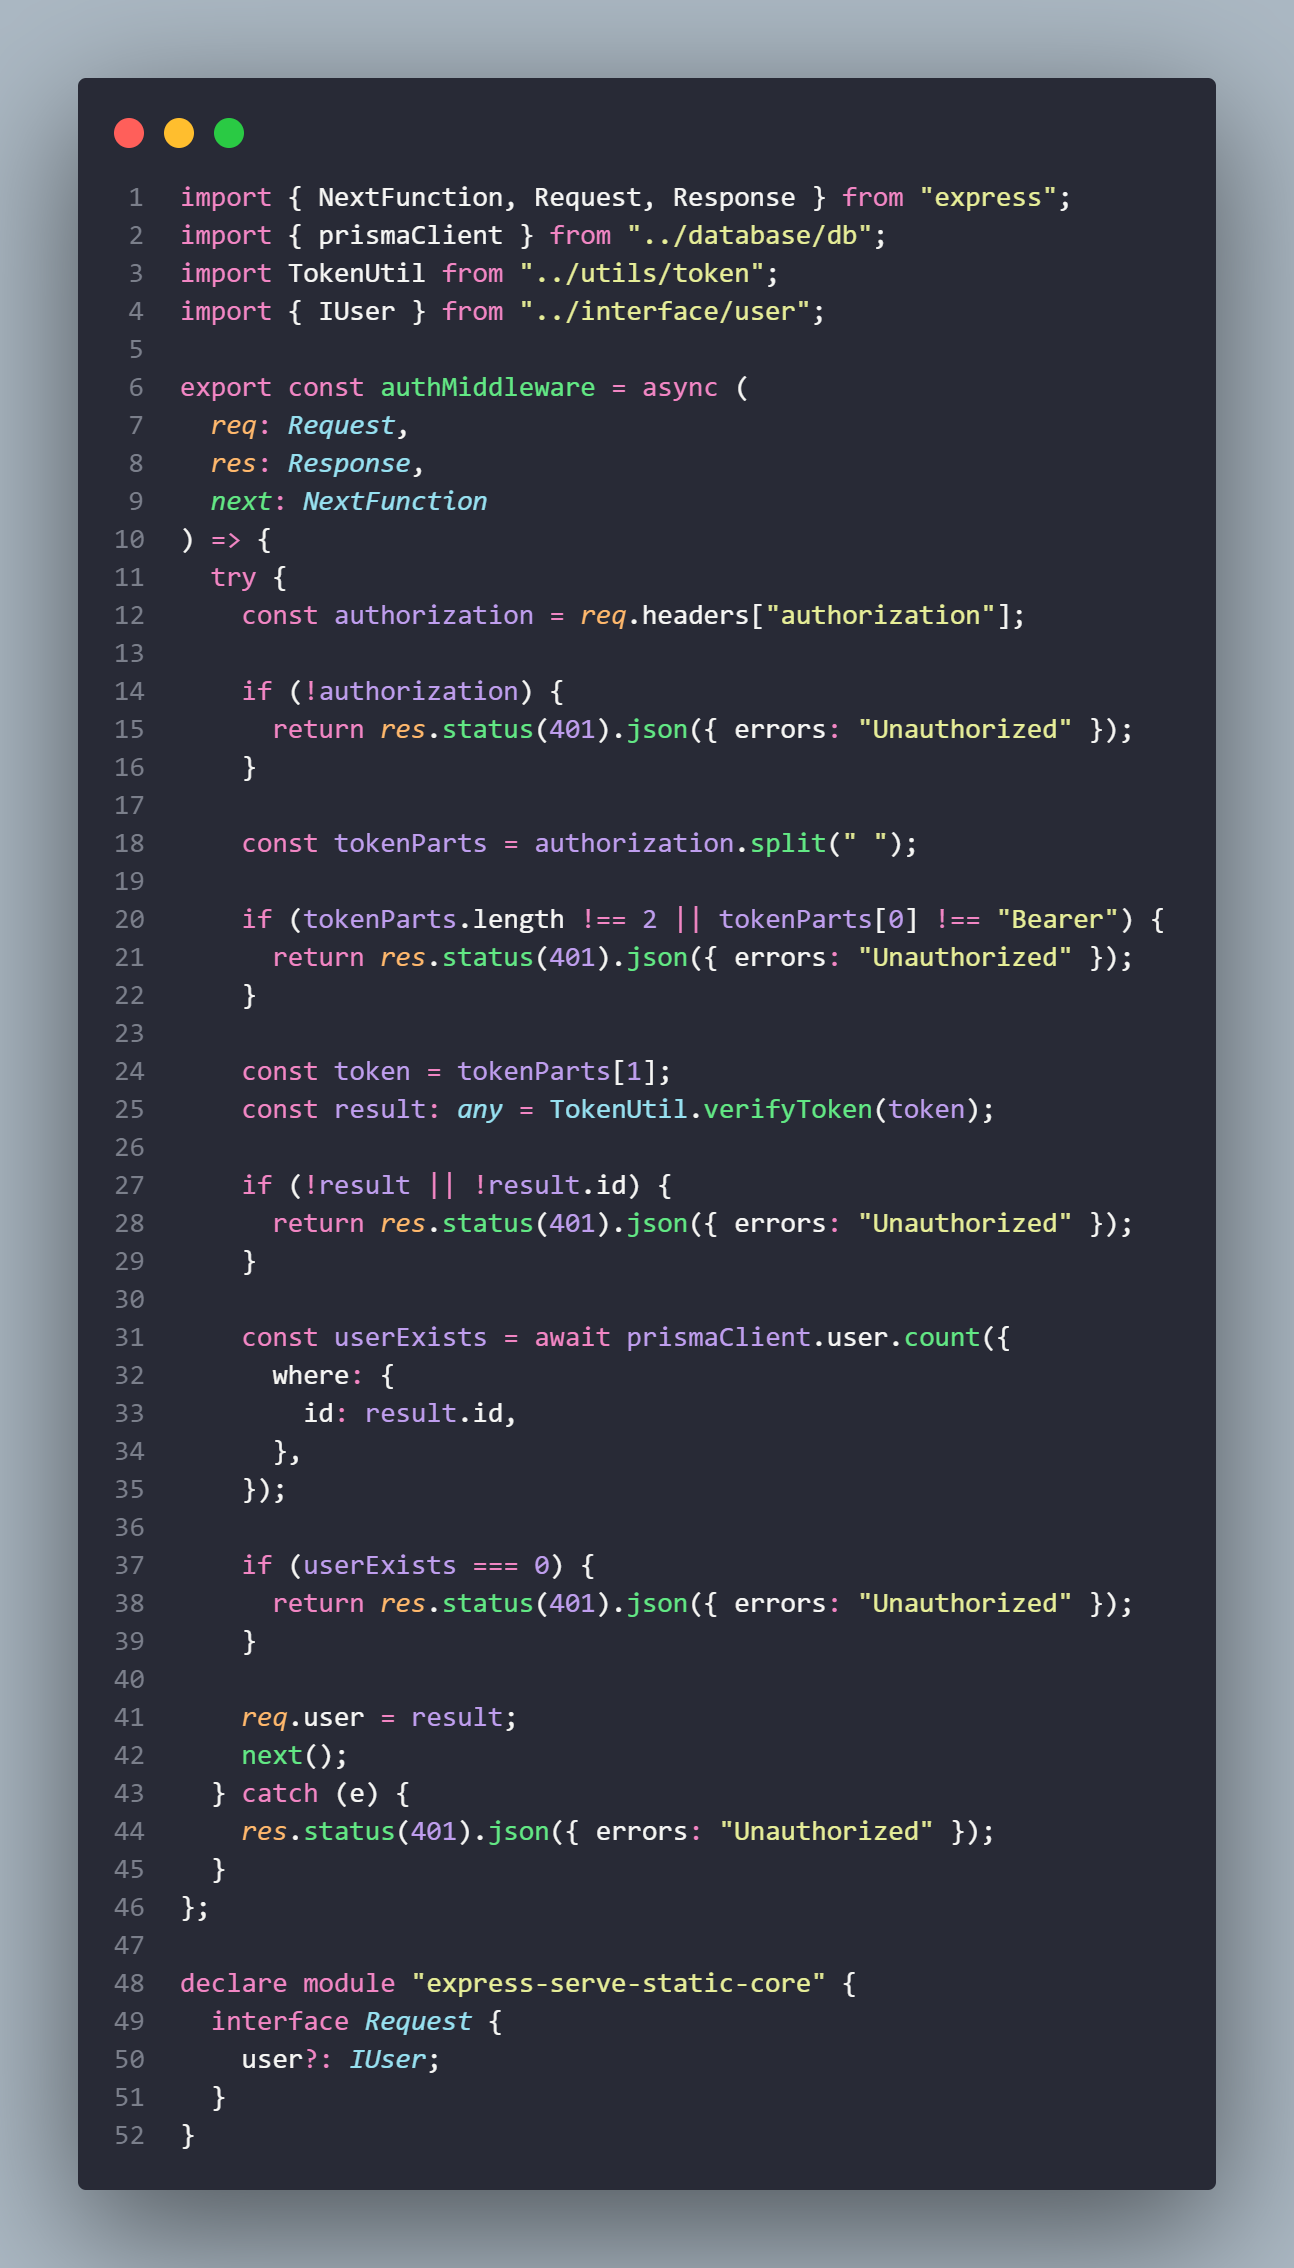 1 import { NextFunction, Request, Response } from "express";
2 import { prismaClient } from "../database/db";
3 import TokenUtil from "../utils/token";
4 import { IUser } from "../interface/user";
5
6 export const authMiddleware = async (
7   req: Request,
8   res: Response,
9   next: NextFunction
10 ) => {
11   try {
12     const authorization = req.headers["authorization"];
13
14     if (!authorization) {
15       return res.status(401).json({ errors: "Unauthorized" });
16     }
17
18     const tokenParts = authorization.split(" ");
19
20     if (tokenParts.length !== 2 || tokenParts[0] !== "Bearer") {
21       return res.status(401).json({ errors: "Unauthorized" });
22     }
23
24     const token = tokenParts[1];
25     const result: any = TokenUtil.verifyToken(token);
26
27     if (!result || !result.id) {
28       return res.status(401).json({ errors: "Unauthorized" });
29     }
30
31     const userExists = await prismaClient.user.count({
32       where: {
33         id: result.id,
34       },
35     });
36
37     if (userExists === 0) {
38       return res.status(401).json({ errors: "Unauthorized" });
39     }
40
41     req.user = result;
42     next();
43   } catch (e) {
44     res.status(401).json({ errors: "Unauthorized" });
45   }
46 };
47
48 declare module "express-serve-static-core" {
49   interface Request {
50     user?: IUser;
51   }
52 }